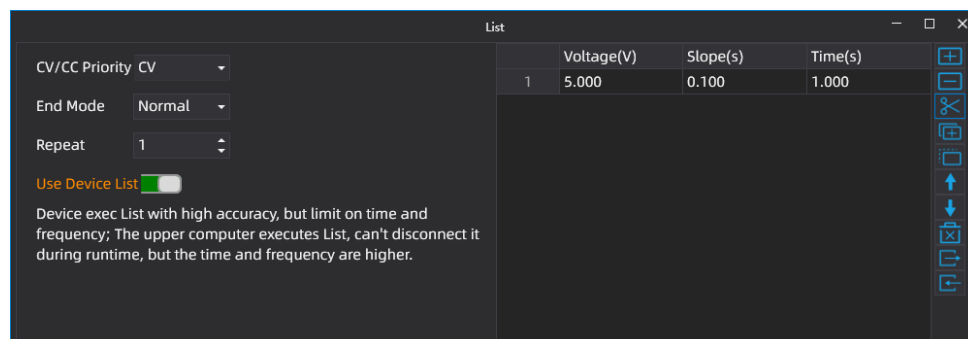 List
CV/CC Priority CV
End Mode Normal
Repeat 1
Use Device List
Device exec List with high accuracy, but limit on time and
frequency; The upper computer executes List, can't disconnect it
during runtime, but the time and frequency are higher.
Voltage(V) Slope(s) Time(s)
1 5.000 0.100 1.000